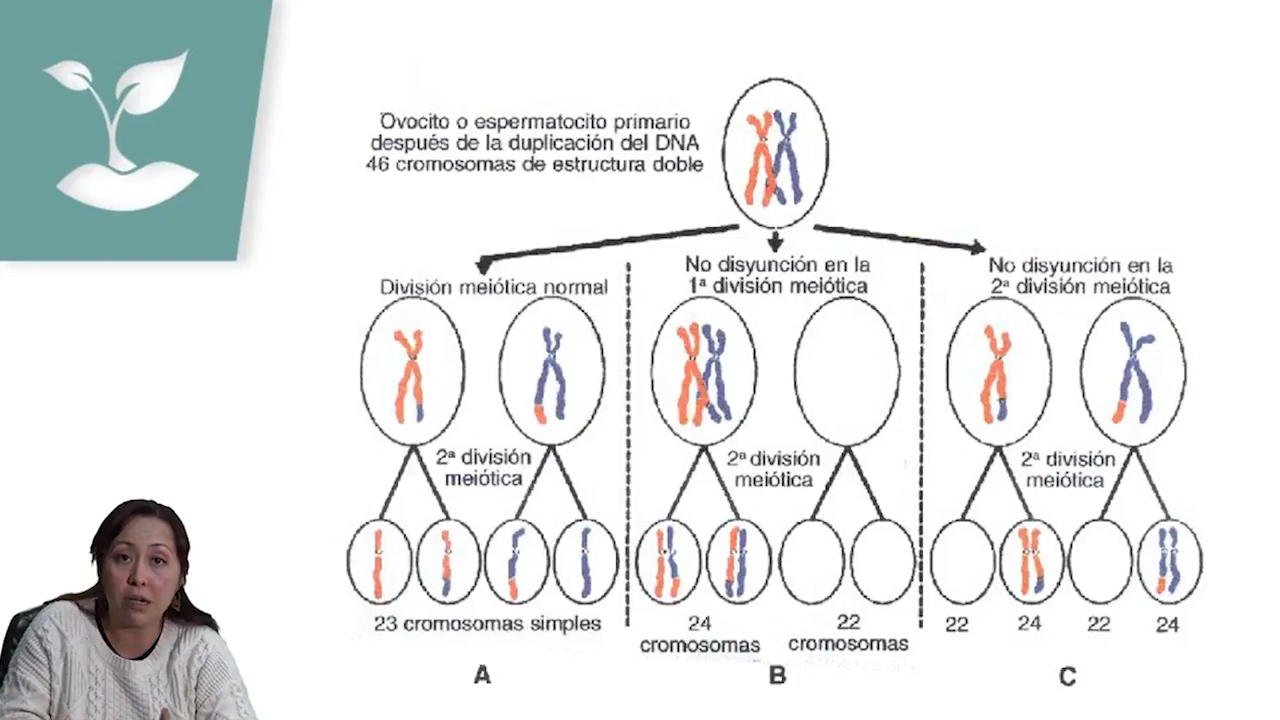 Ovocito o espermatocito primario
después de la duplicación del DNA
46 cromosomas de estructura doble
División meiótica normal
No disyunción en la
1ª división meiótica
No disyunción en la
2ª división meiótica
2ª división
meiótica
2ª división
meiótica
2ª división
meiótica
23 cromosomas simples
24
cromosomas
22
cromosomas
22
24
22
24
A
B
C